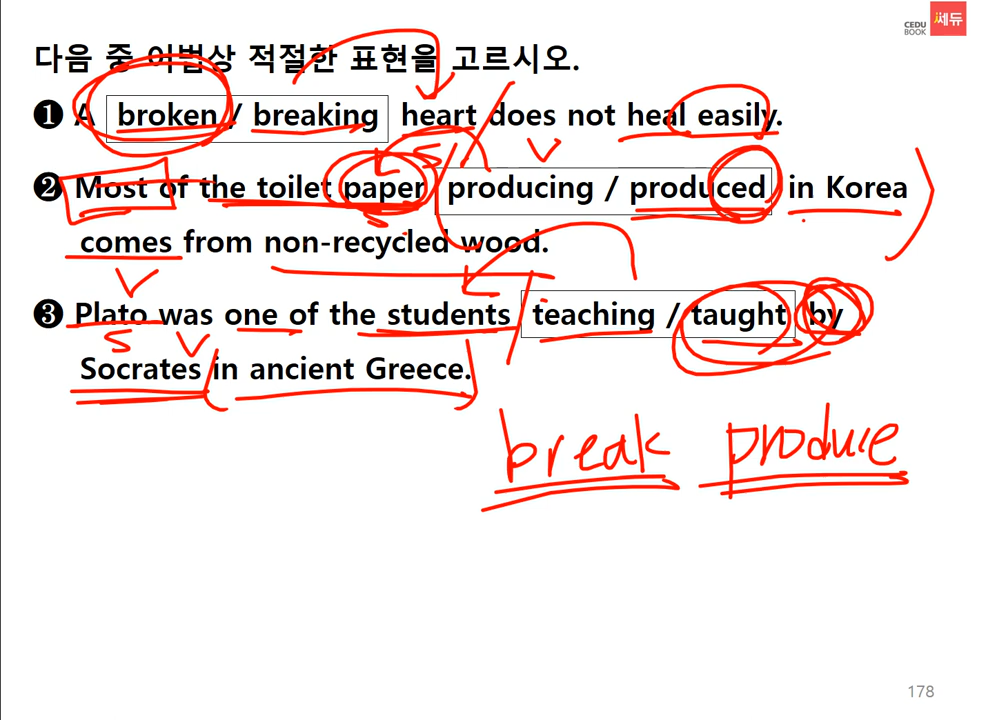 CEDU
BOOK
쎄듀
다음 중 어법상 적절한 표현을 고르시오.
❶ A broken / breaking heart does not heal easily.
❷ Most of the toilet paper producing / produced in Korea
comes from non-recycled wood.
❸ Plato was one of the students teaching / taught by
Socrates in ancient Greece.
S
S
S
break produce
178